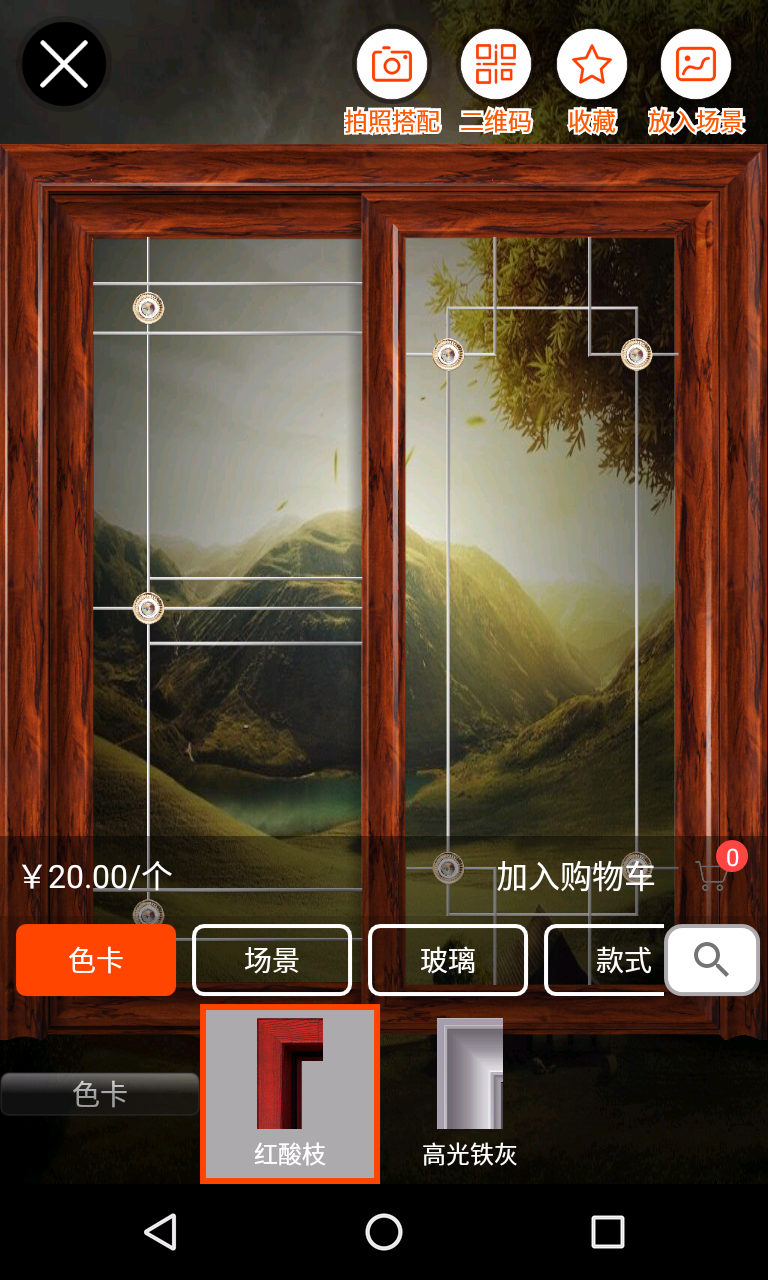 拍照搭配 二维码 收藏 放入场景
￥20.00/个 加入购物车 0
色卡 场景 玻璃 款式
色卡
红酸枝 高光铁灰